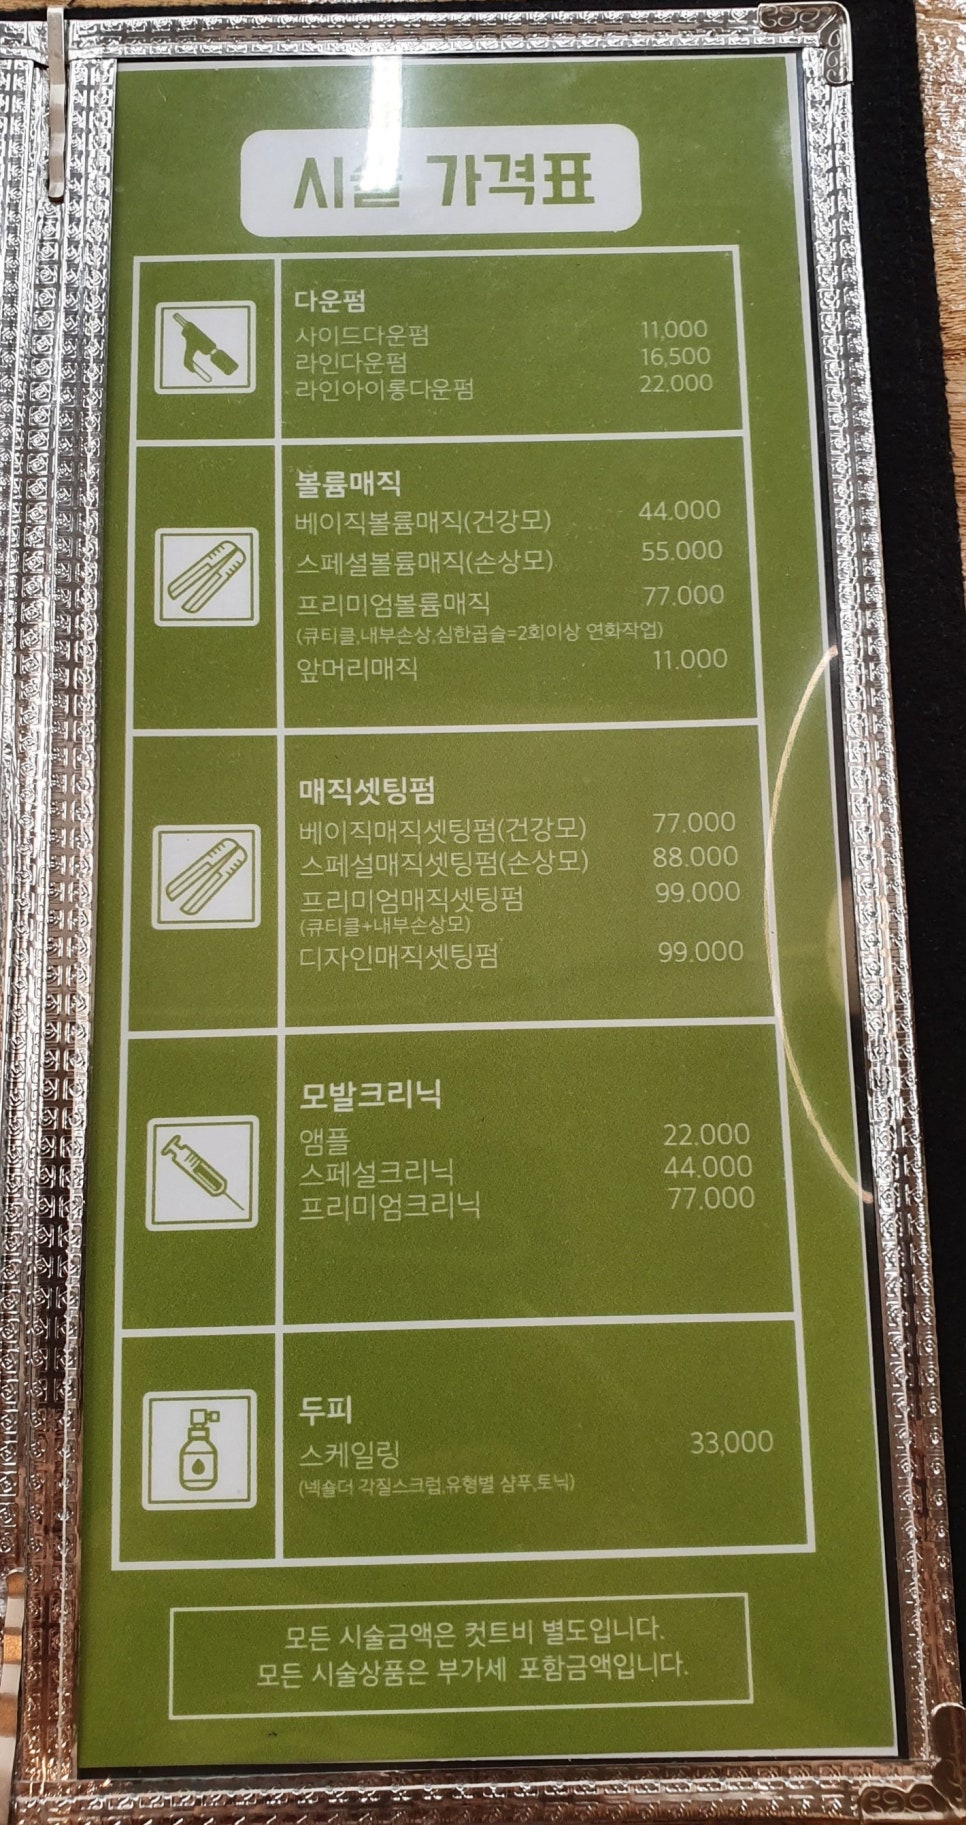 시술 가격표
다운펌
사이드다운펌 11,000
라인다운펌 16,500
라인아이롱다운펌 22.000
볼륨매직
베이직볼륨매직(건강모) 44.000
스페셜볼륨매직(손상모) 55.000
프리미엄볼륨매직 77.000
(큐티클,내부손상,심한곱슬=2회이상 연화작업)
앞머리매직 11.000
매직셋팅펌
베이직매직셋팅펌(건강모) 77.000
스페설매직셋팅펌(손상모) 88.000
프리미엄매직셋팅펌 99.000
(큐티클+내부손상모)
디자인매직셋팅펌 99.000
모발크리닉
앰플 22.000
스페설크리닉 44.000
프리미엄크리닉 77.000
두피
스케일링 33,000
(넥숄더 각질스크럽,유형별 샴푸,토닉)
모든 시술금액은 컷트비 별도입니다.
모든 시술상품은 부가세 포함금액입니다.